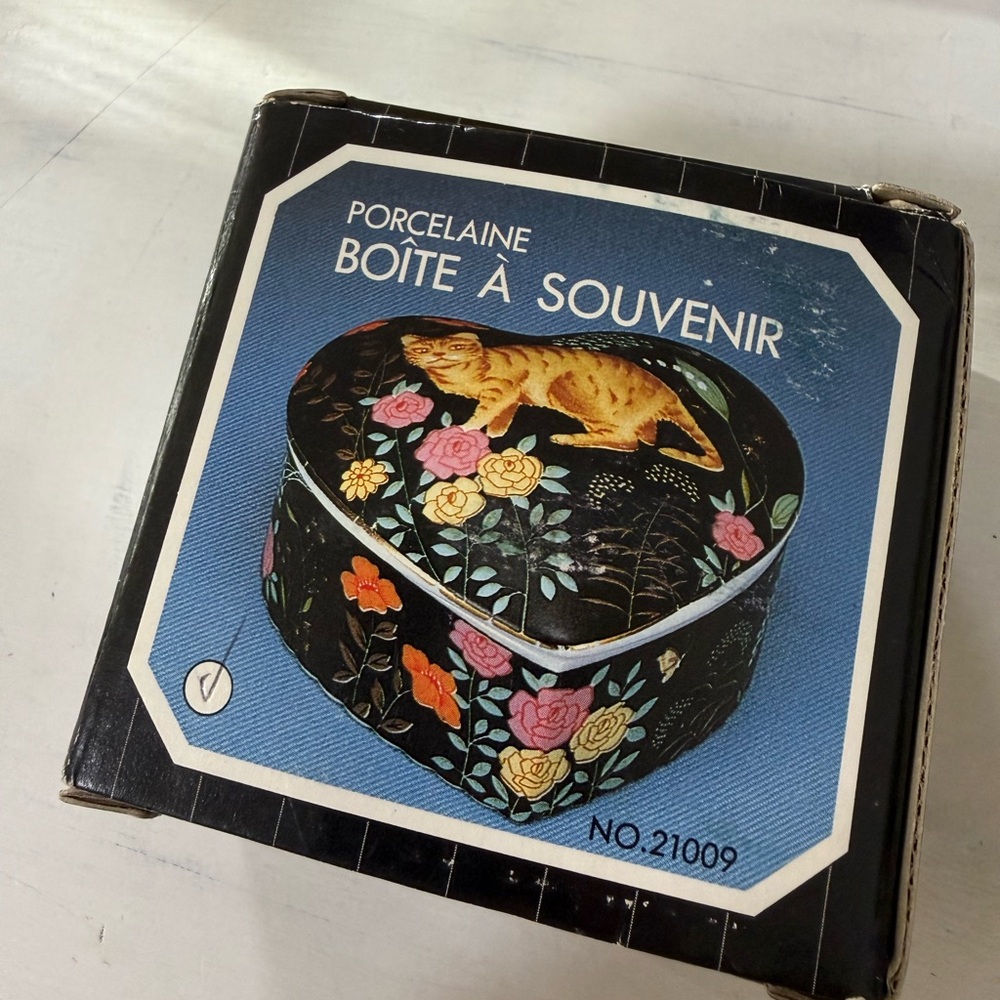 PORCELAINE
BOÎTE À SOUVENIR
NO.21009